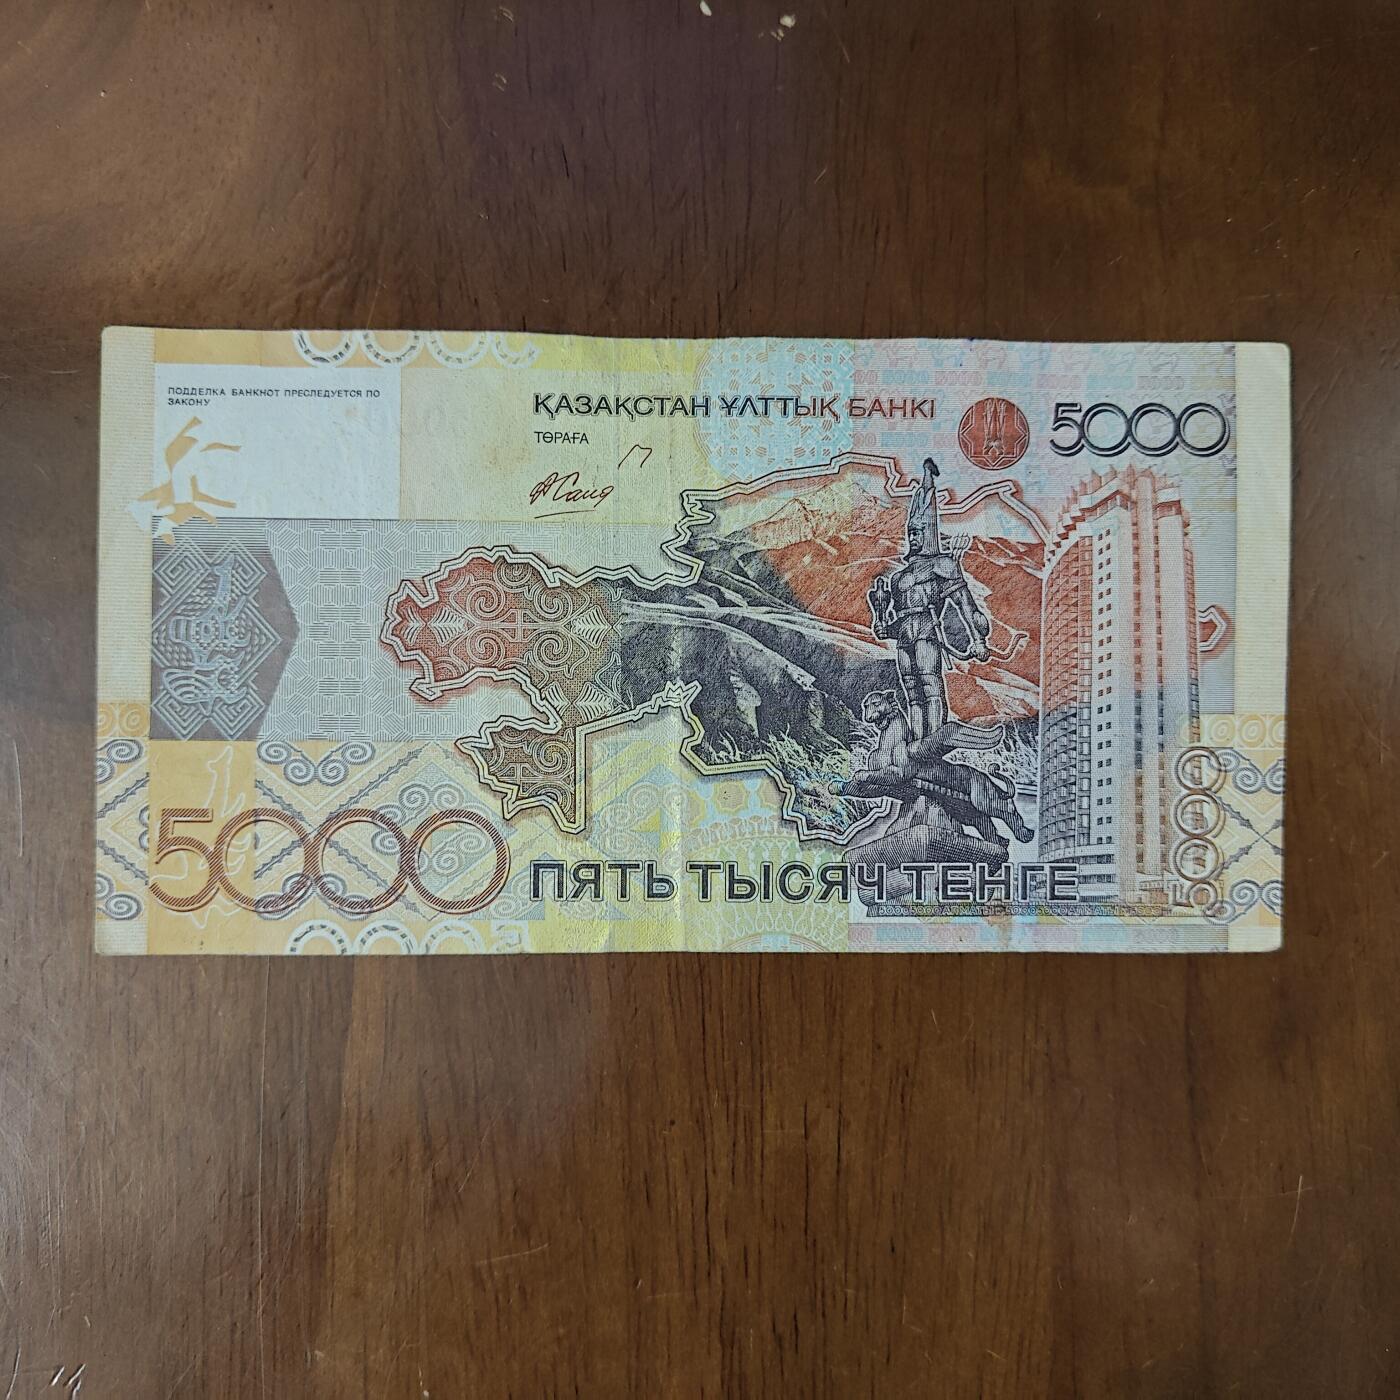 ПОДДЕЛКА БАНКНОТ ПРЕСЛЕДУЕТСЯ ПО
ЗАКОНУ
ҚАЗАҚСТАН ҰЛТТЫҚ БАНКІ
5000
ТӨРАҒА
5000
ПЯТЬ ТЫСЯЧ ТЕНГЕ
5000